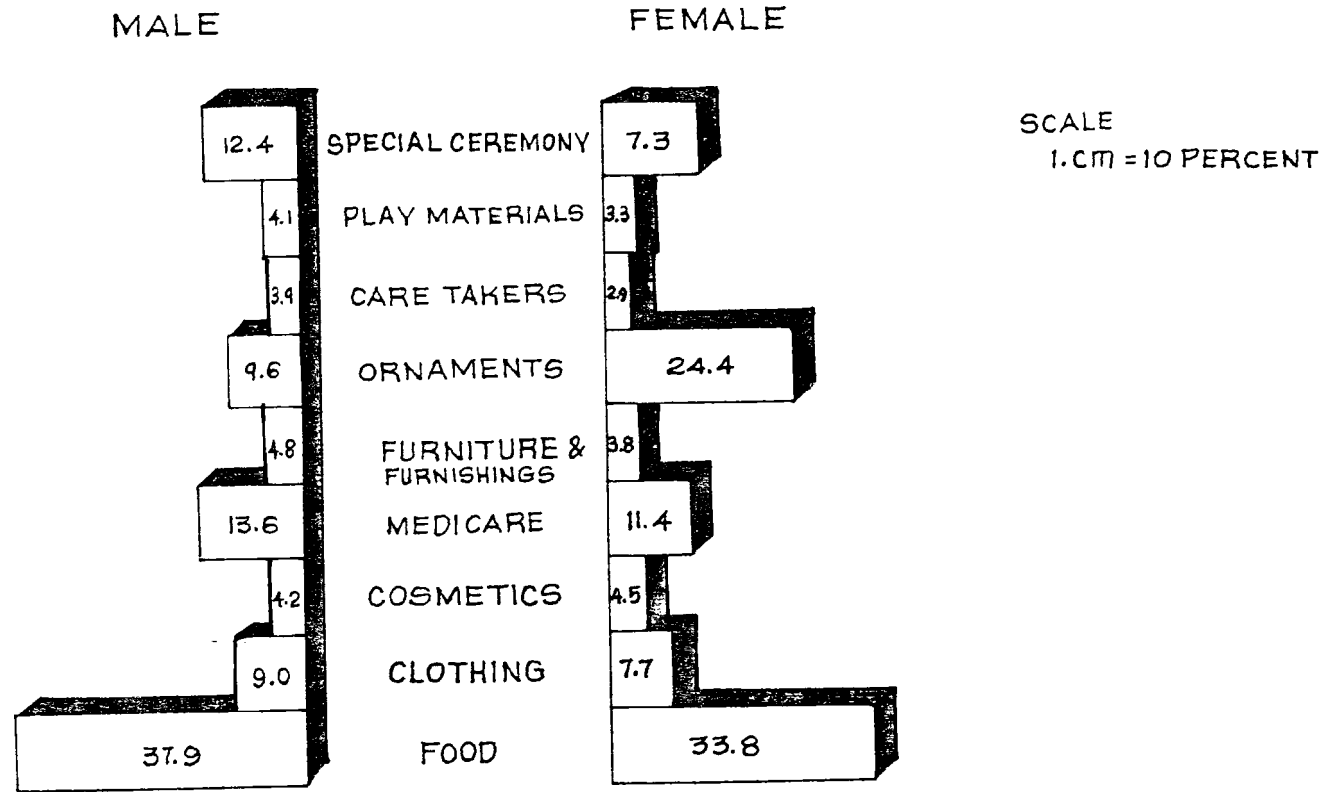 MALE FEMALE
SCALE
1.CM = 10 PERCENT
12.4 SPECIAL CEREMONY 7.3
4.1 PLAY MATERIALS 3.3
3.9 CARE TAKERS 2.9
9.6 ORNAMENTS 24.4
4.8 FURNITURE & 3.8
FURNISHINGS
13.6 MEDICARE 11.4
4.2 COSMETICS 4.5
9.0 CLOTHING 7.7
37.9 FOOD 33.8